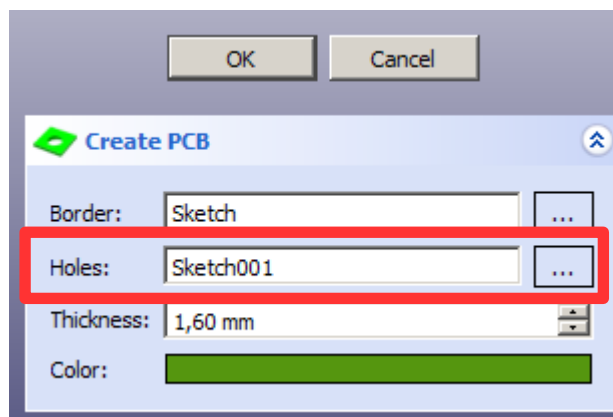 OK Cancel
Create PCB
Border: Sketch ...
Holes: Sketch001 ...
Thickness: 1,60 mm
Color: